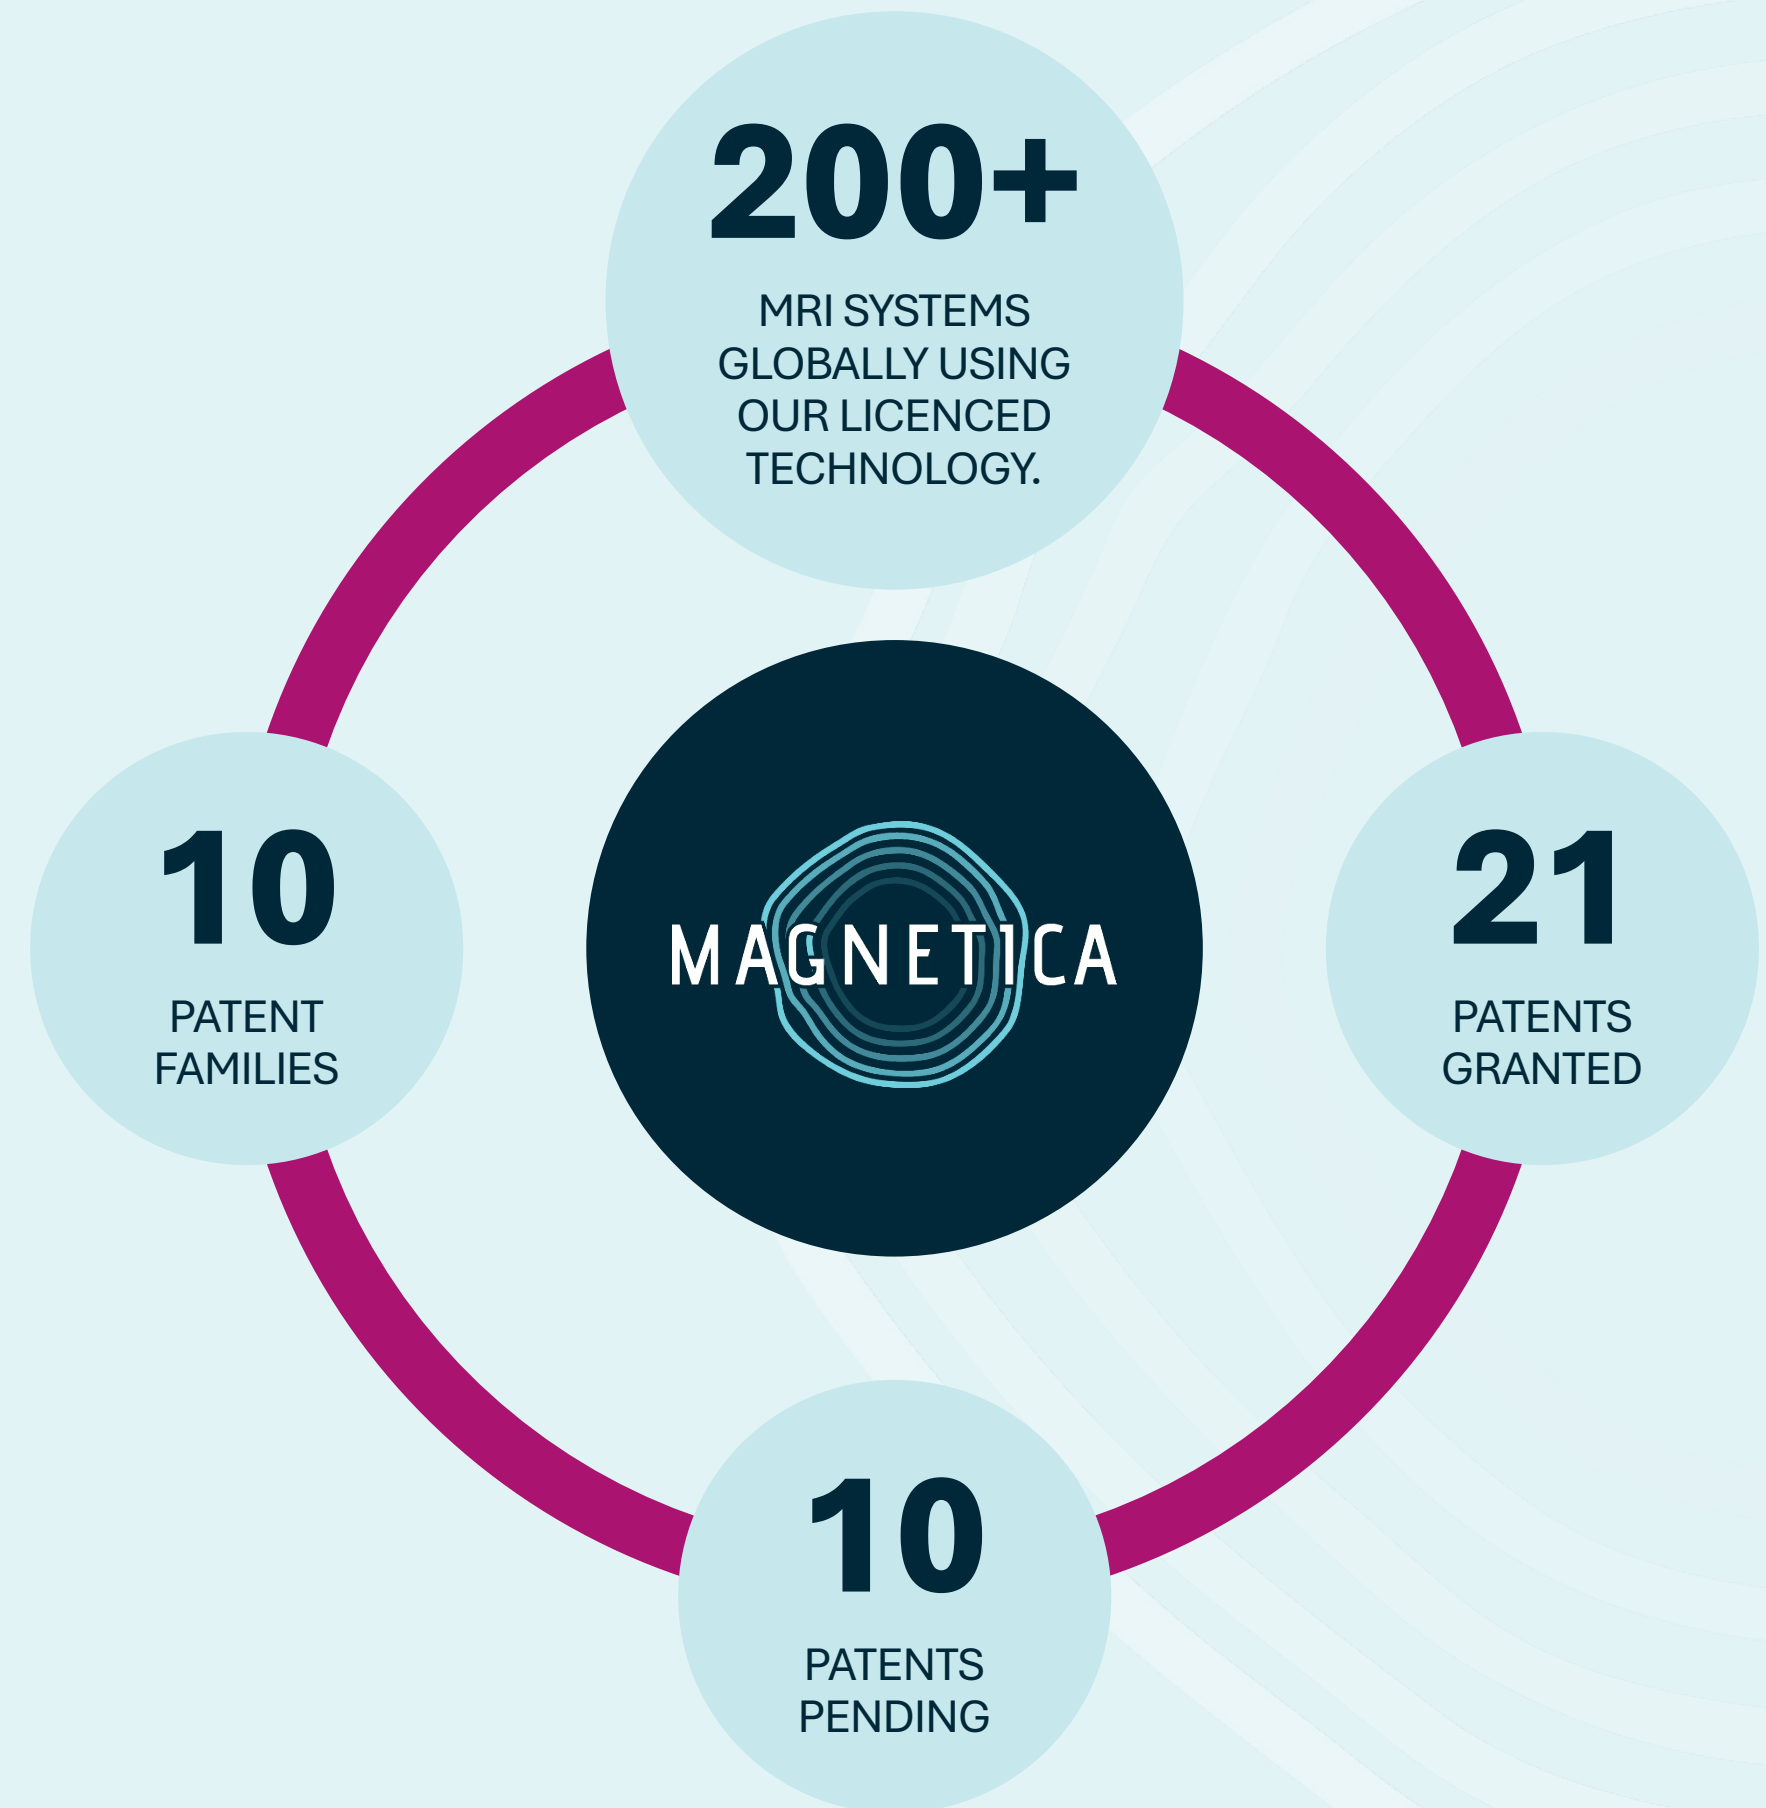 200+
MRI SYSTEMS
GLOBALLY USING
OUR LICENCED
TECHNOLOGY.
10
PATENT
FAMILIES
MAGNETICA
21
PATENTS
GRANTED
10
PATENTS
PENDING